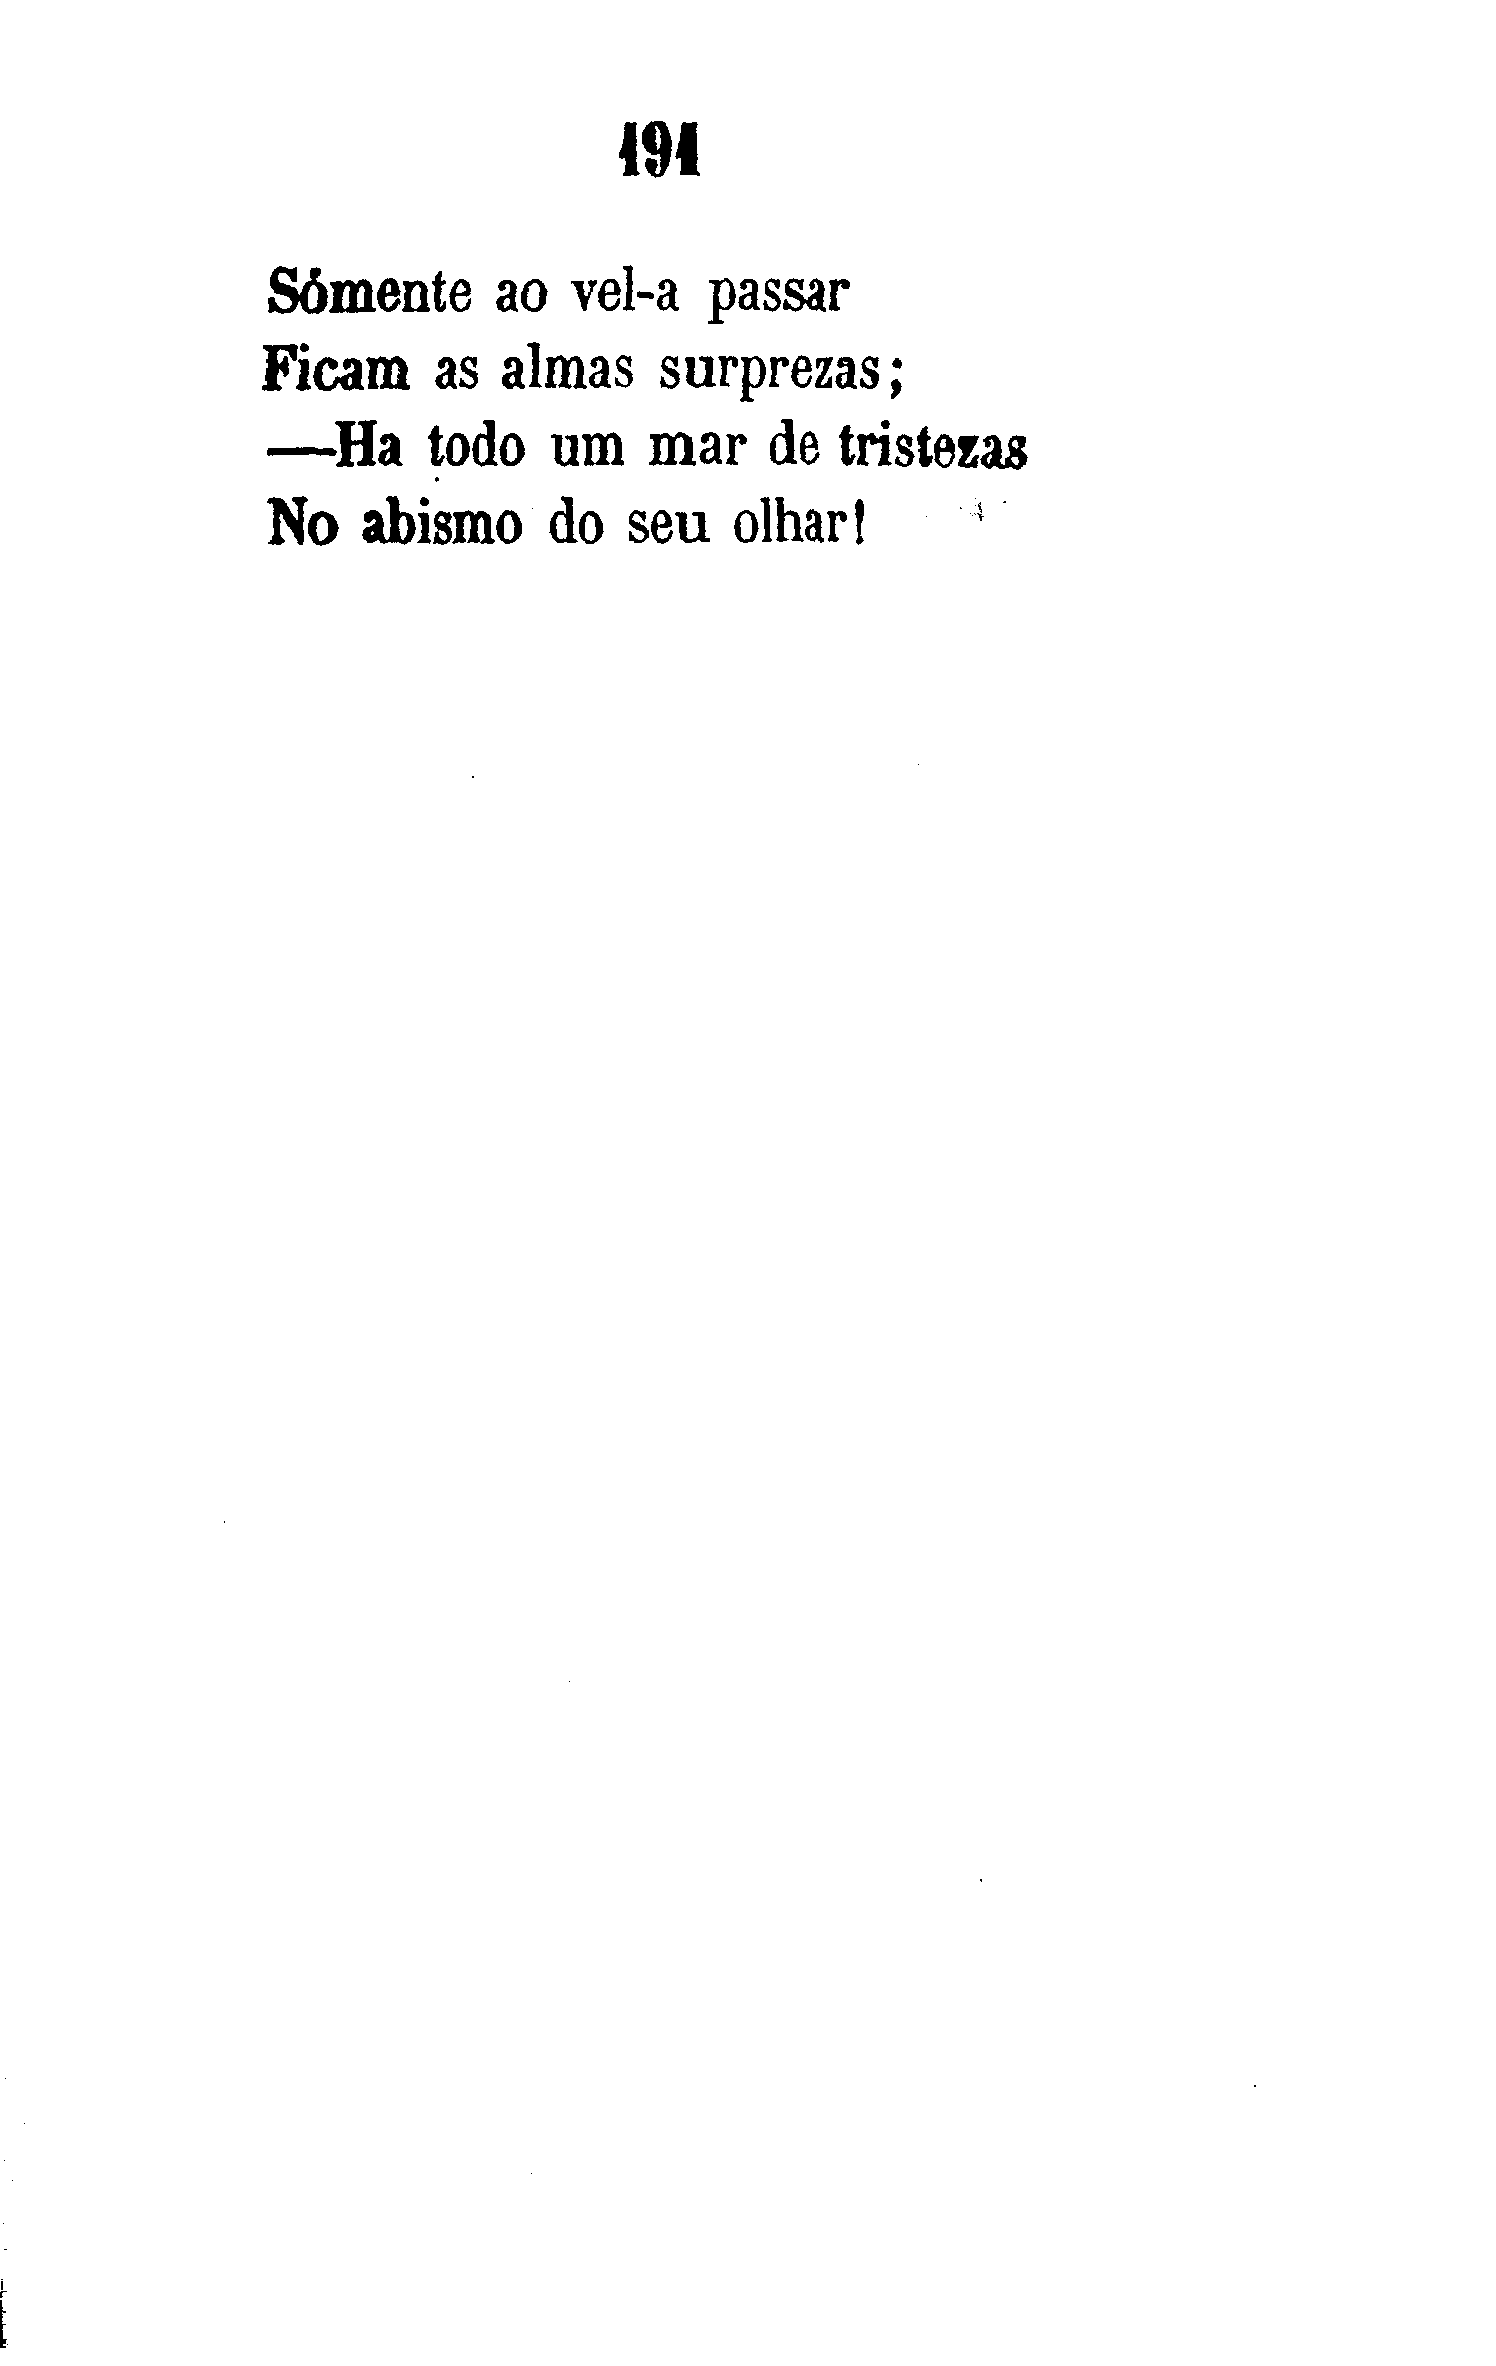 191
Sómente ao vel-a passar
Ficam as almas surprezas;
—Ha todo um mar de tristezas
No abismo do seu olhar!